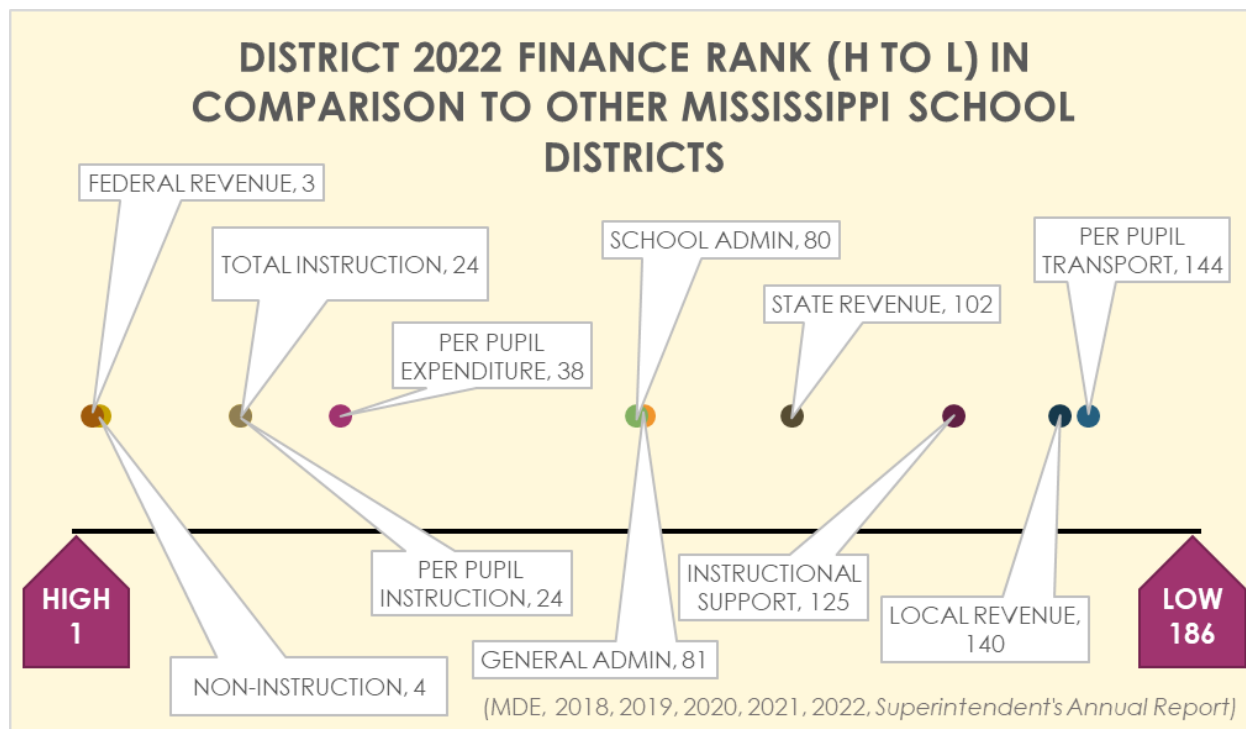 DISTRICT 2022 FINANCE RANK (H TO L) IN
COMPARISON TO OTHER MISSISSIPPI SCHOOL
DISTRICTS
FEDERAL REVENUE, 3
TOTAL INSTRUCTION, 24
PER PUPIL
EXPENDITURE, 38
SCHOOL ADMIN, 80
STATE REVENUE, 102
PER PUPIL
TRANSPORT, 144
HIGH
1
NON-INSTRUCTION, 4
PER PUPIL
INSTRUCTION, 24
GENERAL ADMIN, 81
INSTRUCTIONAL
SUPPORT, 125
LOCAL REVENUE,
140
LOW
186
(MDE, 2018, 2019, 2020, 2021, 2022, Superintendent's Annual Report)